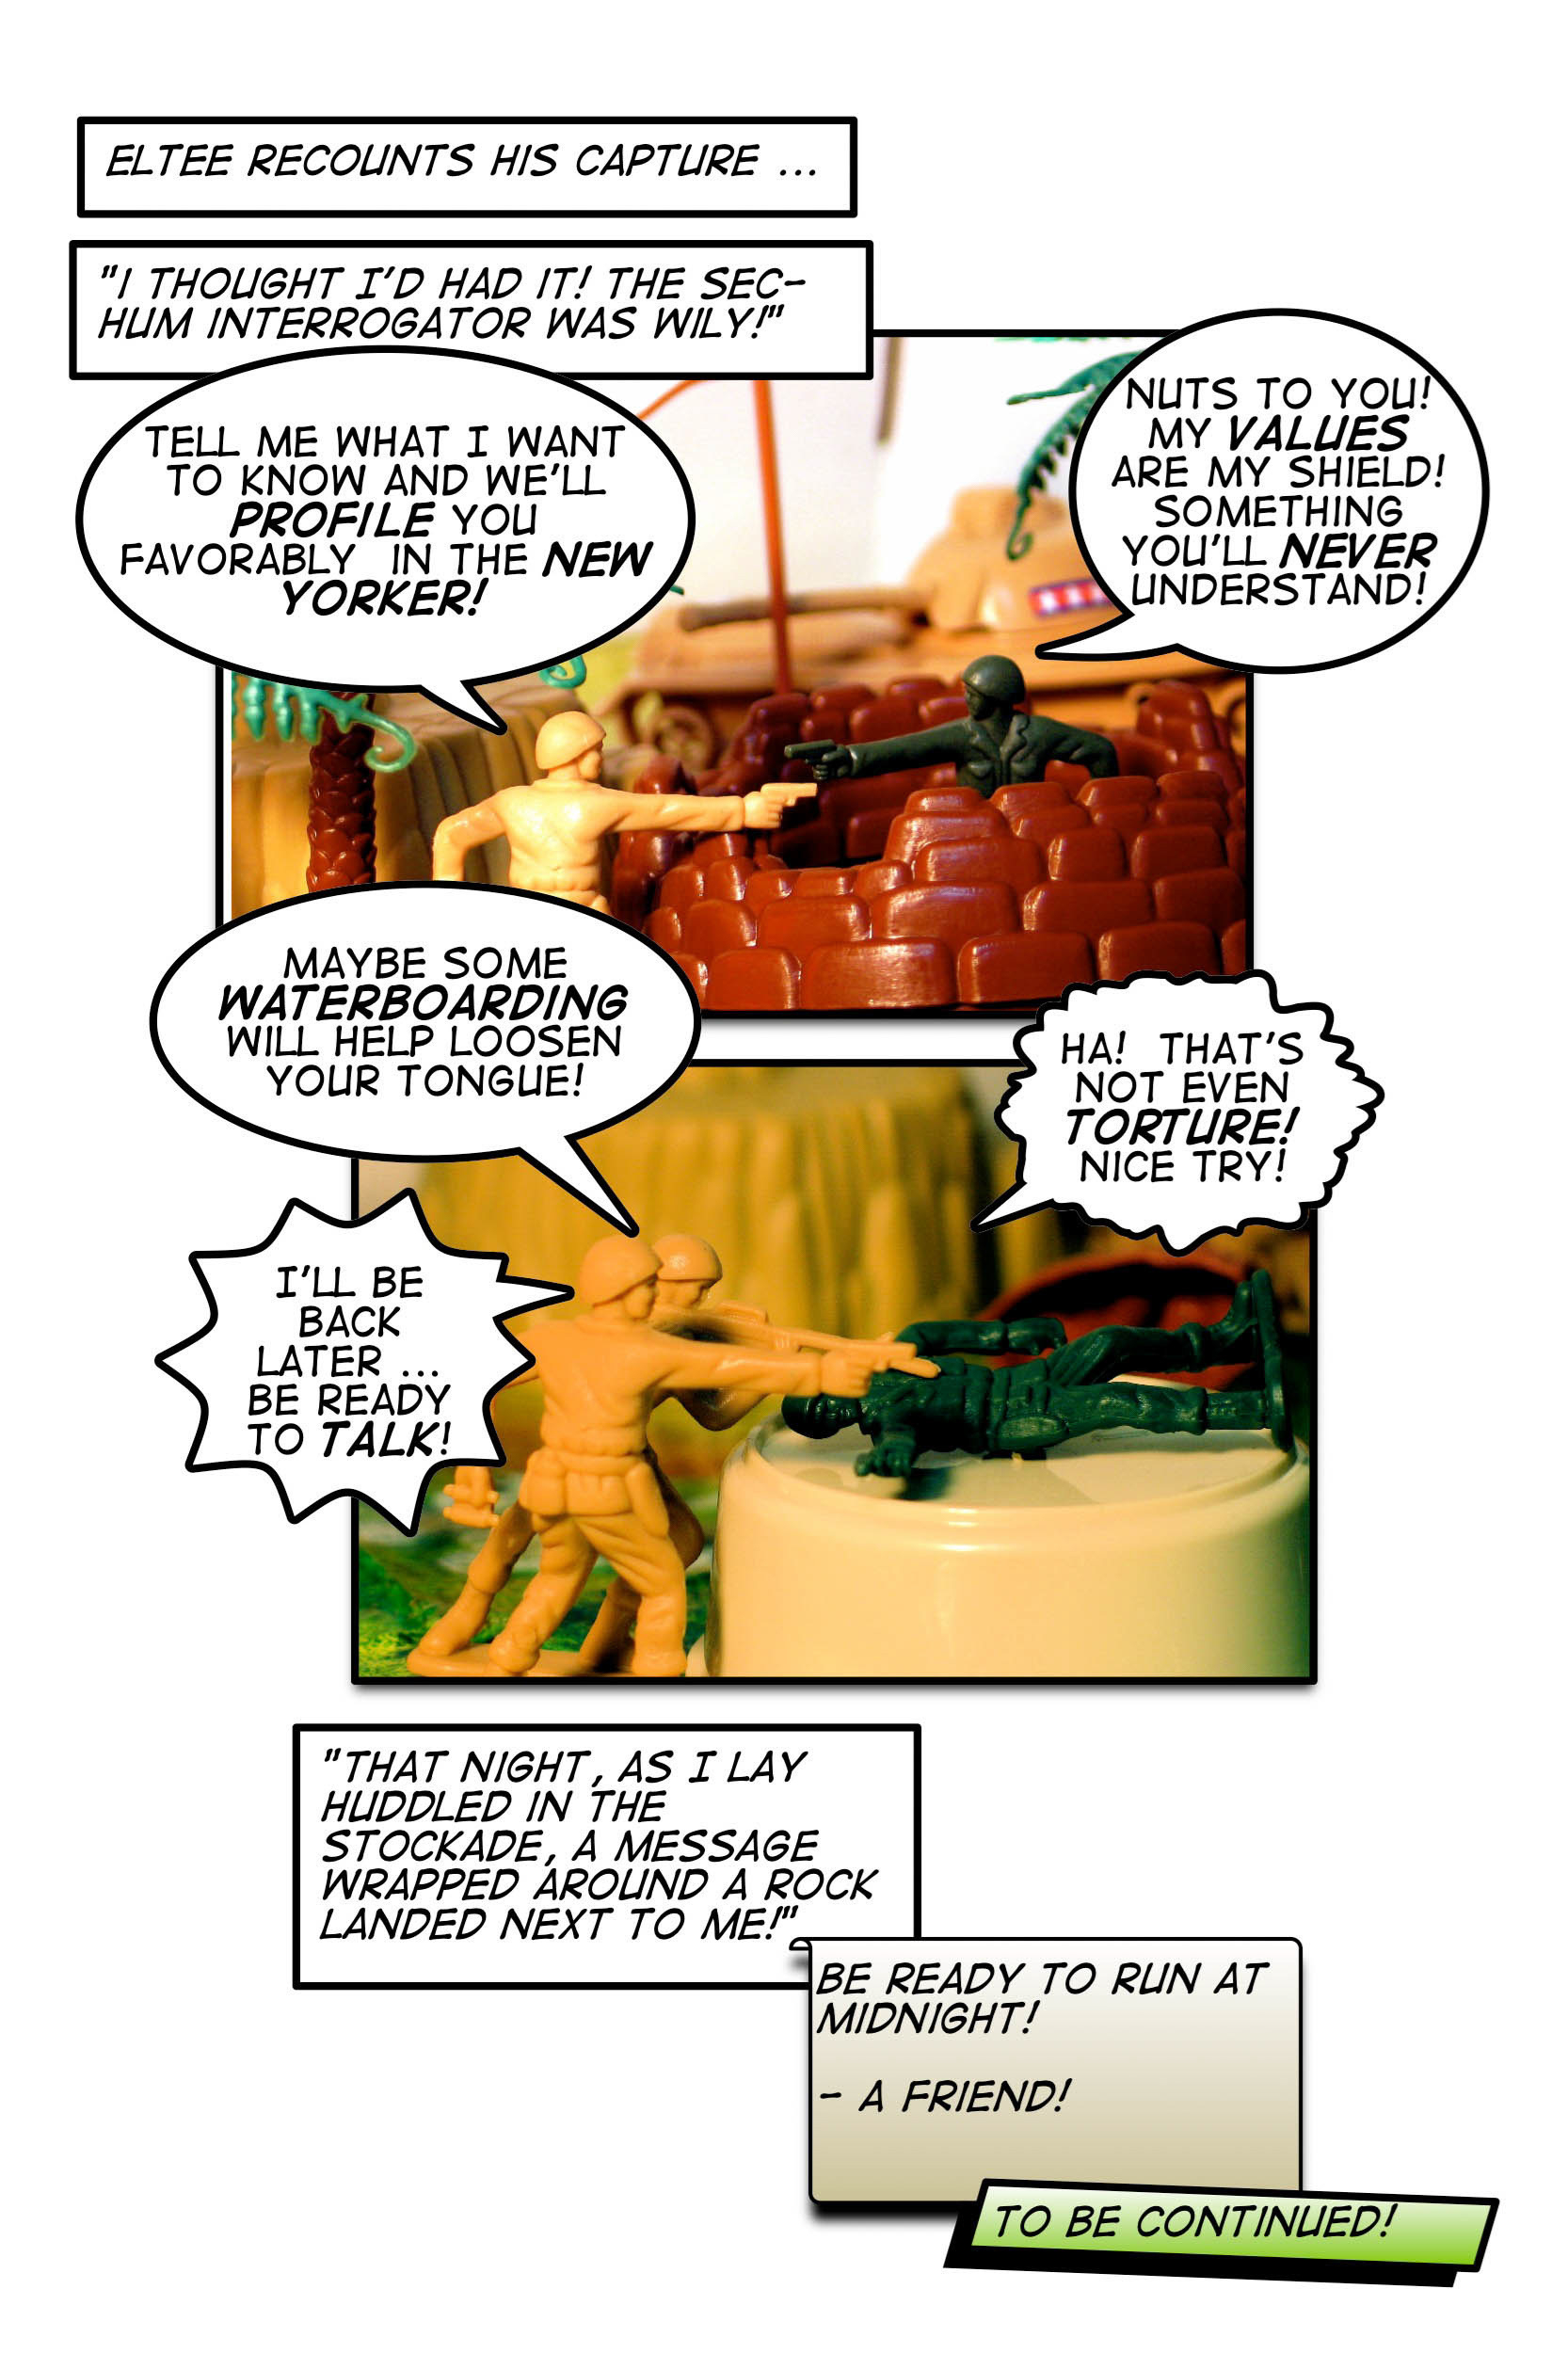 ELTEE RECOUNTS HIS CAPTURE ...
"I THOUGHT I'D HAD IT! THE SEC-
HUM INTERROGATOR WAS WILY!"
TELL ME WHAT I WANT
TO KNOW AND WE'LL
PROFILE YOU
FAVORABLY IN THE NEW
YORKER!
NUTS TO YOU!
MY VALUES
ARE MY SHIELD!
SOMETHING
YOU'LL NEVER
UNDERSTAND!
MAYBE SOME
WATERBOARDING
WILL HELP LOOSEN
YOUR TONGUE!
HA! THAT'S
NOT EVEN
TORTURE!
NICE TRY!
I'LL BE
BACK
LATER ...
BE READY
TO TALK!
"THAT NIGHT, AS I LAY
HUDDLED IN THE
STOCKADE, A MESSAGE
WRAPPED AROUND A ROCK
LANDED NEXT TO ME!"
BE READY TO RUN AT
MIDNIGHT!
- A FRIEND!
TO BE CONTINUED!